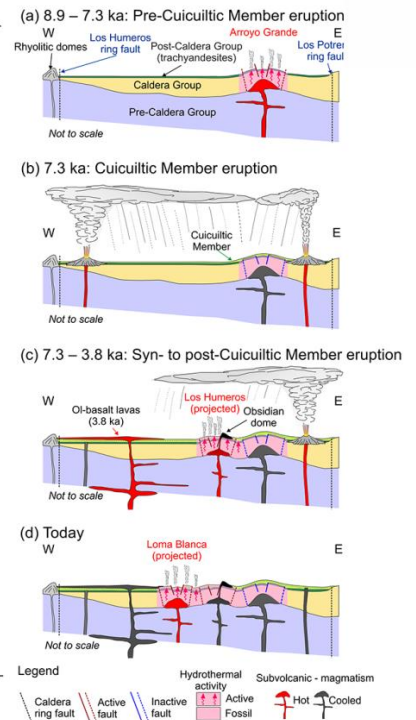 (a) 8.9 – 7.3 ka: Pre-Cuicuiltic Member eruption
W
Los Humeros
ring fault
Post-Caldera Group
(trachyandesites)
Arroyo Grande
E
Rhyolitic domes
Los
ring
Caldera Group
Pre-Caldera Group
Not to scale
(b) 7.3 ka: Cuicuiltic Member eruption
W
Cuicuiltic
Member
E
Not to scale
(c) 7.3 – 3.8 ka: Syn- to post-Cuicuiltic Member eruption
W
Ol-basalt lavas
(3.8 ka)
Los Humeros
(projected)
Obsidian
dome
E
Not to scale
(d) Today
W
Loma Blanca
(projected)
E
Not to scale
Legend
Caldera
ring fault
Active
fault
Inactive
fault
Hydrothermal
activity
Active
Fossil
Subvolcanic - magmatism
Hot
Cooled